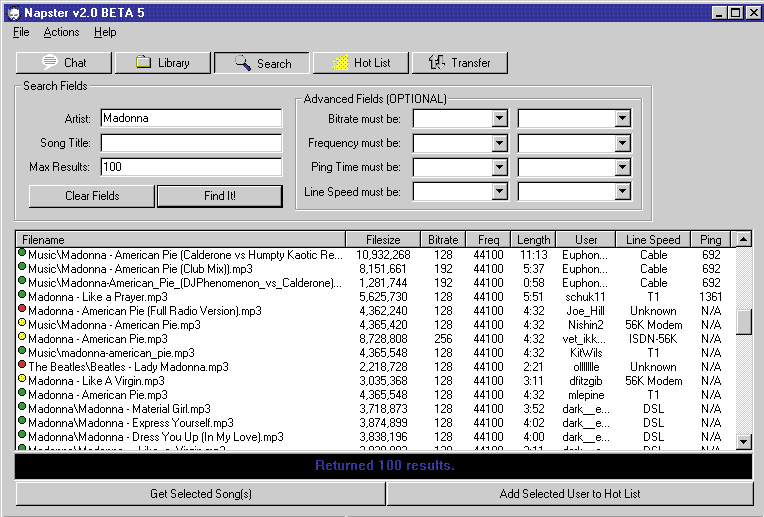 Napster v2.0 BETA 5
File Actions Help
Chat Library Search Hot List Transfer
Search Fields
Advanced Fields (OPTIONAL)
Artist: Madonna
Bitrate must be:
Song Title:
Frequency must be:
Max Results: 100
Ping Time must be:
Clear Fields Find It!
Line Speed must be:
Filename Filesize Bitrate Freq Length User Line Speed Ping
Music\Madonna - American Pie (Calderone vs Humpty Kaotic Re... 10,932,268 128 44100 11:13 Euphon... Cable 692
Music\Madonna - American Pie (Club Mix)).mp3 8,151,661 192 44100 5:37 Euphon... Cable 692
Music\Madonna-American_Pie_(DJPhenomenon_vs_Calderone)... 1,281,744 192 44100 0:58 Euphon... Cable 692
Madonna - Like a Prayer.mp3 5,625,730 128 44100 5:51 schuk11 T1 1361
Madonna - American Pie (Full Radio Version).mp3 4,362,240 128 44100 4:32 Joe_Hill Unknown N/A
Music\Madonna - American Pie.mp3 4,365,420 128 44100 4:32 Nishin2 56K Modem N/A
Madonna - American Pie.mp3 8,728,808 256 44100 4:32 vet_ikk... ISDN-56K N/A
Music\madonna-american_pie.mp3 4,365,548 128 44100 4:32 KitWils T1 N/A
The Beatles\Beatles - Lady Madonna.mp3 2,218,728 128 44100 2:21 Unknown N/A
Madonna - Like A Virgin.mp3 3,035,368 128 44100 3:11 dfitzgib 56K Modem N/A
Madonna - American Pie.mp3 4,365,548 128 44100 4:32 mlepine T1 N/A
Madonna\Madonna - Material Girl.mp3 3,718,873 128 44100 3:52 dark__e... DSL N/A
Madonna\Madonna - Express Yourself.mp3 3,874,899 128 44100 4:02 dark__e... DSL N/A
Madonna\Madonna - Dress You Up (In My Love).mp3 3,838,196 128 44100 4:00 dark__e... DSL N/A
Returned 100 results.
Get Selected Song(s) Add Selected User to Hot List